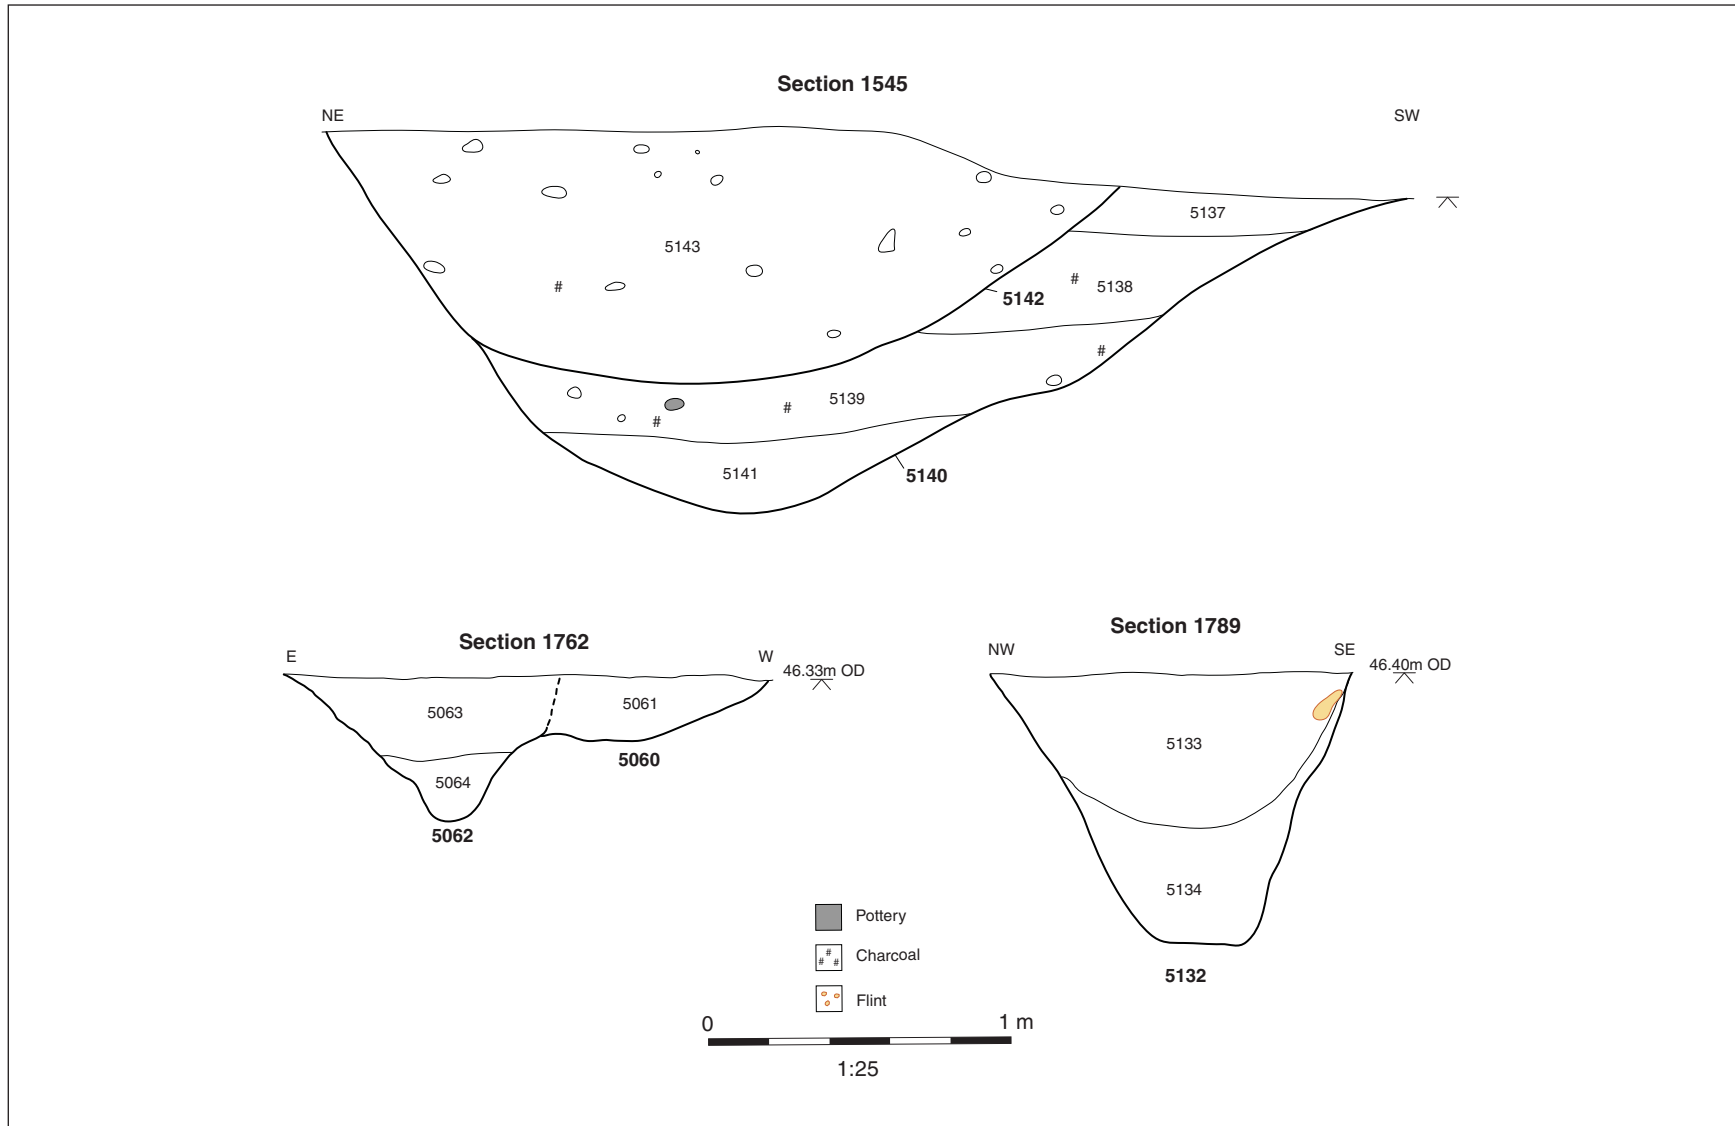 Section 1545
NE
SW
5137
5143
5138
5142
5139
5141
5140
Section 1762
E
W
46.33m OD
5063
5061
5060
5064
5062
Section 1789
NW
SE
46.40m OD
5133
5134
5132
Pottery
# # # Charcoal
Flint
0 1 m
1:25